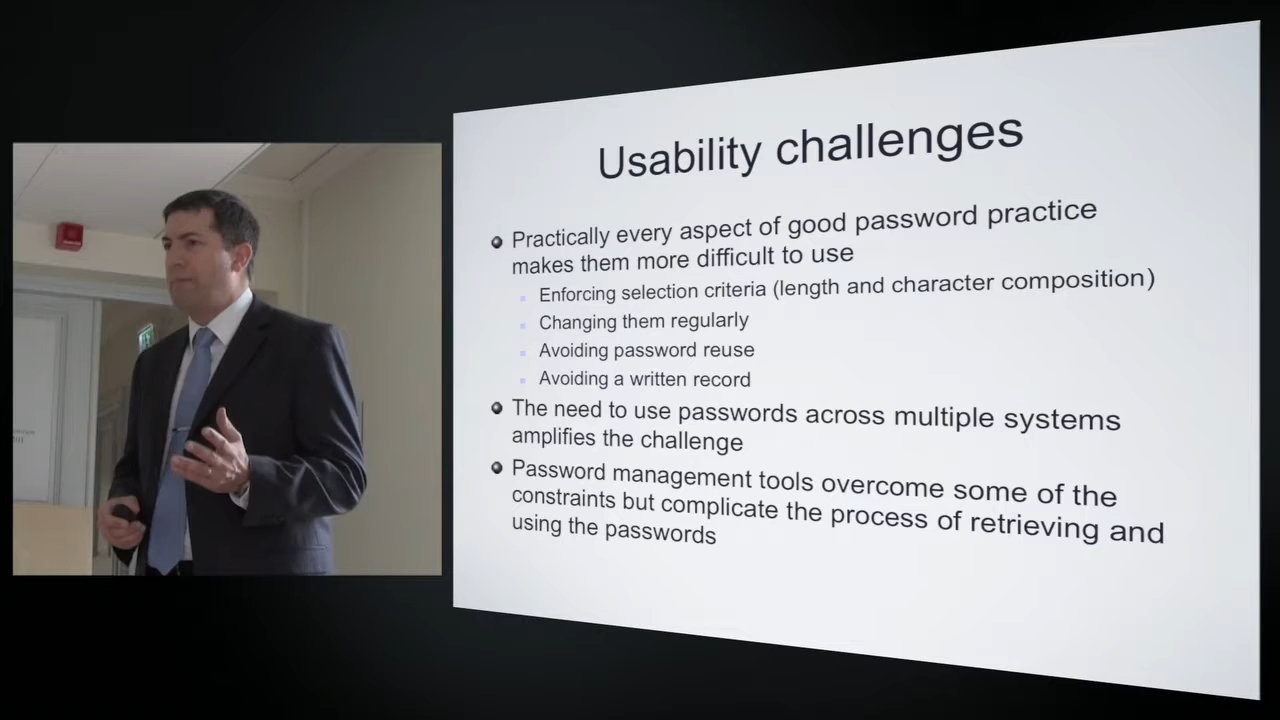 Usability challenges
Practically every aspect of good password practice
makes them more difficult to use
Enforcing selection criteria (length and character composition)
Changing them regularly
Avoiding password reuse
Avoiding a written record
The need to use passwords across multiple systems
amplifies the challenge
Password management tools overcome some of the
constraints but complicate the process of retrieving and
using the passwords